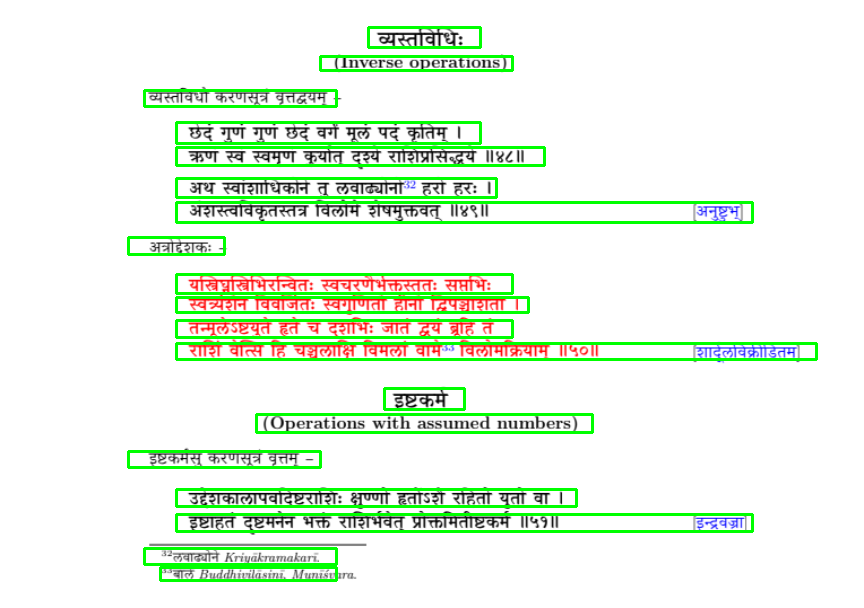 व्यस्तविधिः
(Inverse operations)
व्यस्तविधौ करणसूत्रं वृत्तद्वयम् –
छेदं गुणं गुणं छेदं वर्गं मूलं पदं कृतिम् ।
ऋणं स्वं स्वमृणं कुर्यात् दृश्ये राशिप्रसिद्धये ॥४८॥
अथ स्वांशाधिकोने तु लवाढ्योनो32 हरो हरः ।
अंशस्त्वविकृतस्तत्र विलोमे शेषमुक्तवत् ॥४९॥ [अनुष्टुभ्]
अत्रोद्देशकः –
यस्त्रिघ्नस्त्रिभिरन्वितः स्वचरणैर्भक्तस्ततः सप्तभिः
स्वत्र्यंशेन विवर्जितः स्वगुणितो हीनो द्विपञ्चाशता ।
तन्मूलेऽष्टयुते हृते च दशभिः जातं द्वयं ब्रूहि तं
राशिं वेत्सि हि चञ्चलाक्षि विमलां वामे33 विलोमक्रियाम् ॥५०॥ [शार्दूलविक्रीडितम्]
इष्टकर्म
(Operations with assumed numbers)
इष्टकर्मसु करणसूत्रं वृत्तम् –
उद्देशकालापवदिष्टराशिः क्षुण्णो हृतोंऽशै रहितो युतो वा ।
इष्टाहतं दृष्टमनेन भक्तं राशिर्भवेत् प्रोक्तमितीष्टकर्म ॥५१॥ [इन्द्रवज्रा]
32लवाढ्योने Kriyākramakarī.
33बाले Buddhivilāsinī, Munīśvara.